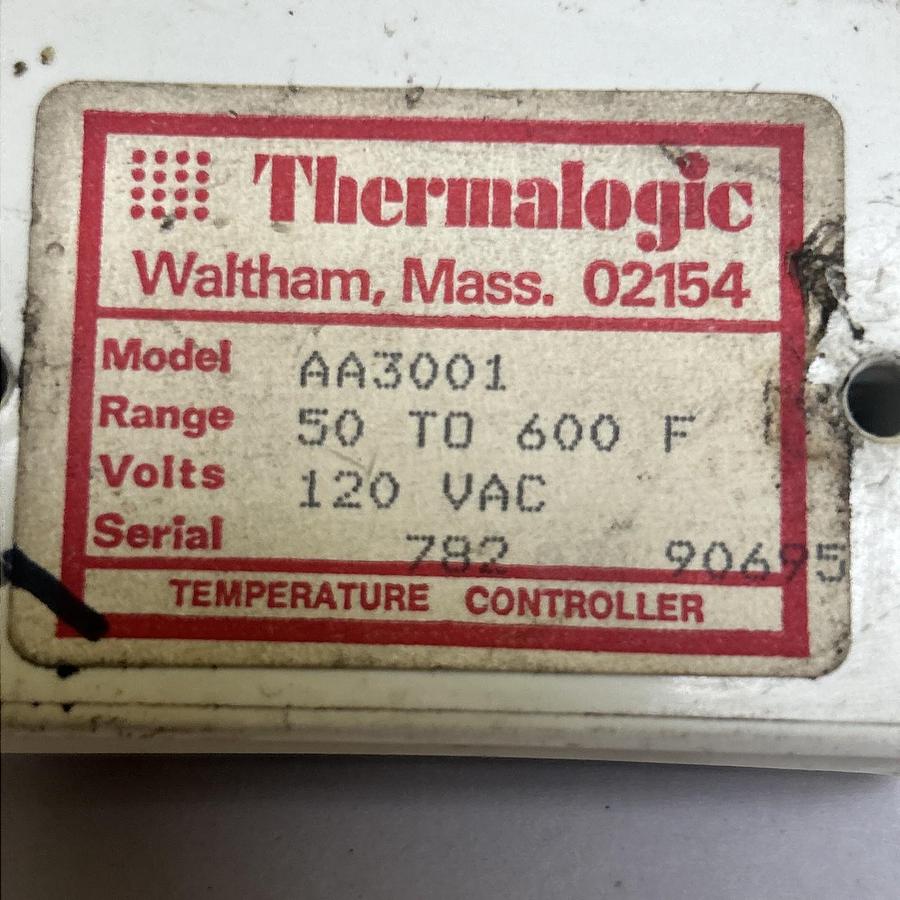 Thermalogic
Waltham, Mass. 02154
Model AA3001
Range 50 TO 600 F
Volts 120 VAC
Serial 782 90695
TEMPERATURE CONTROLLER